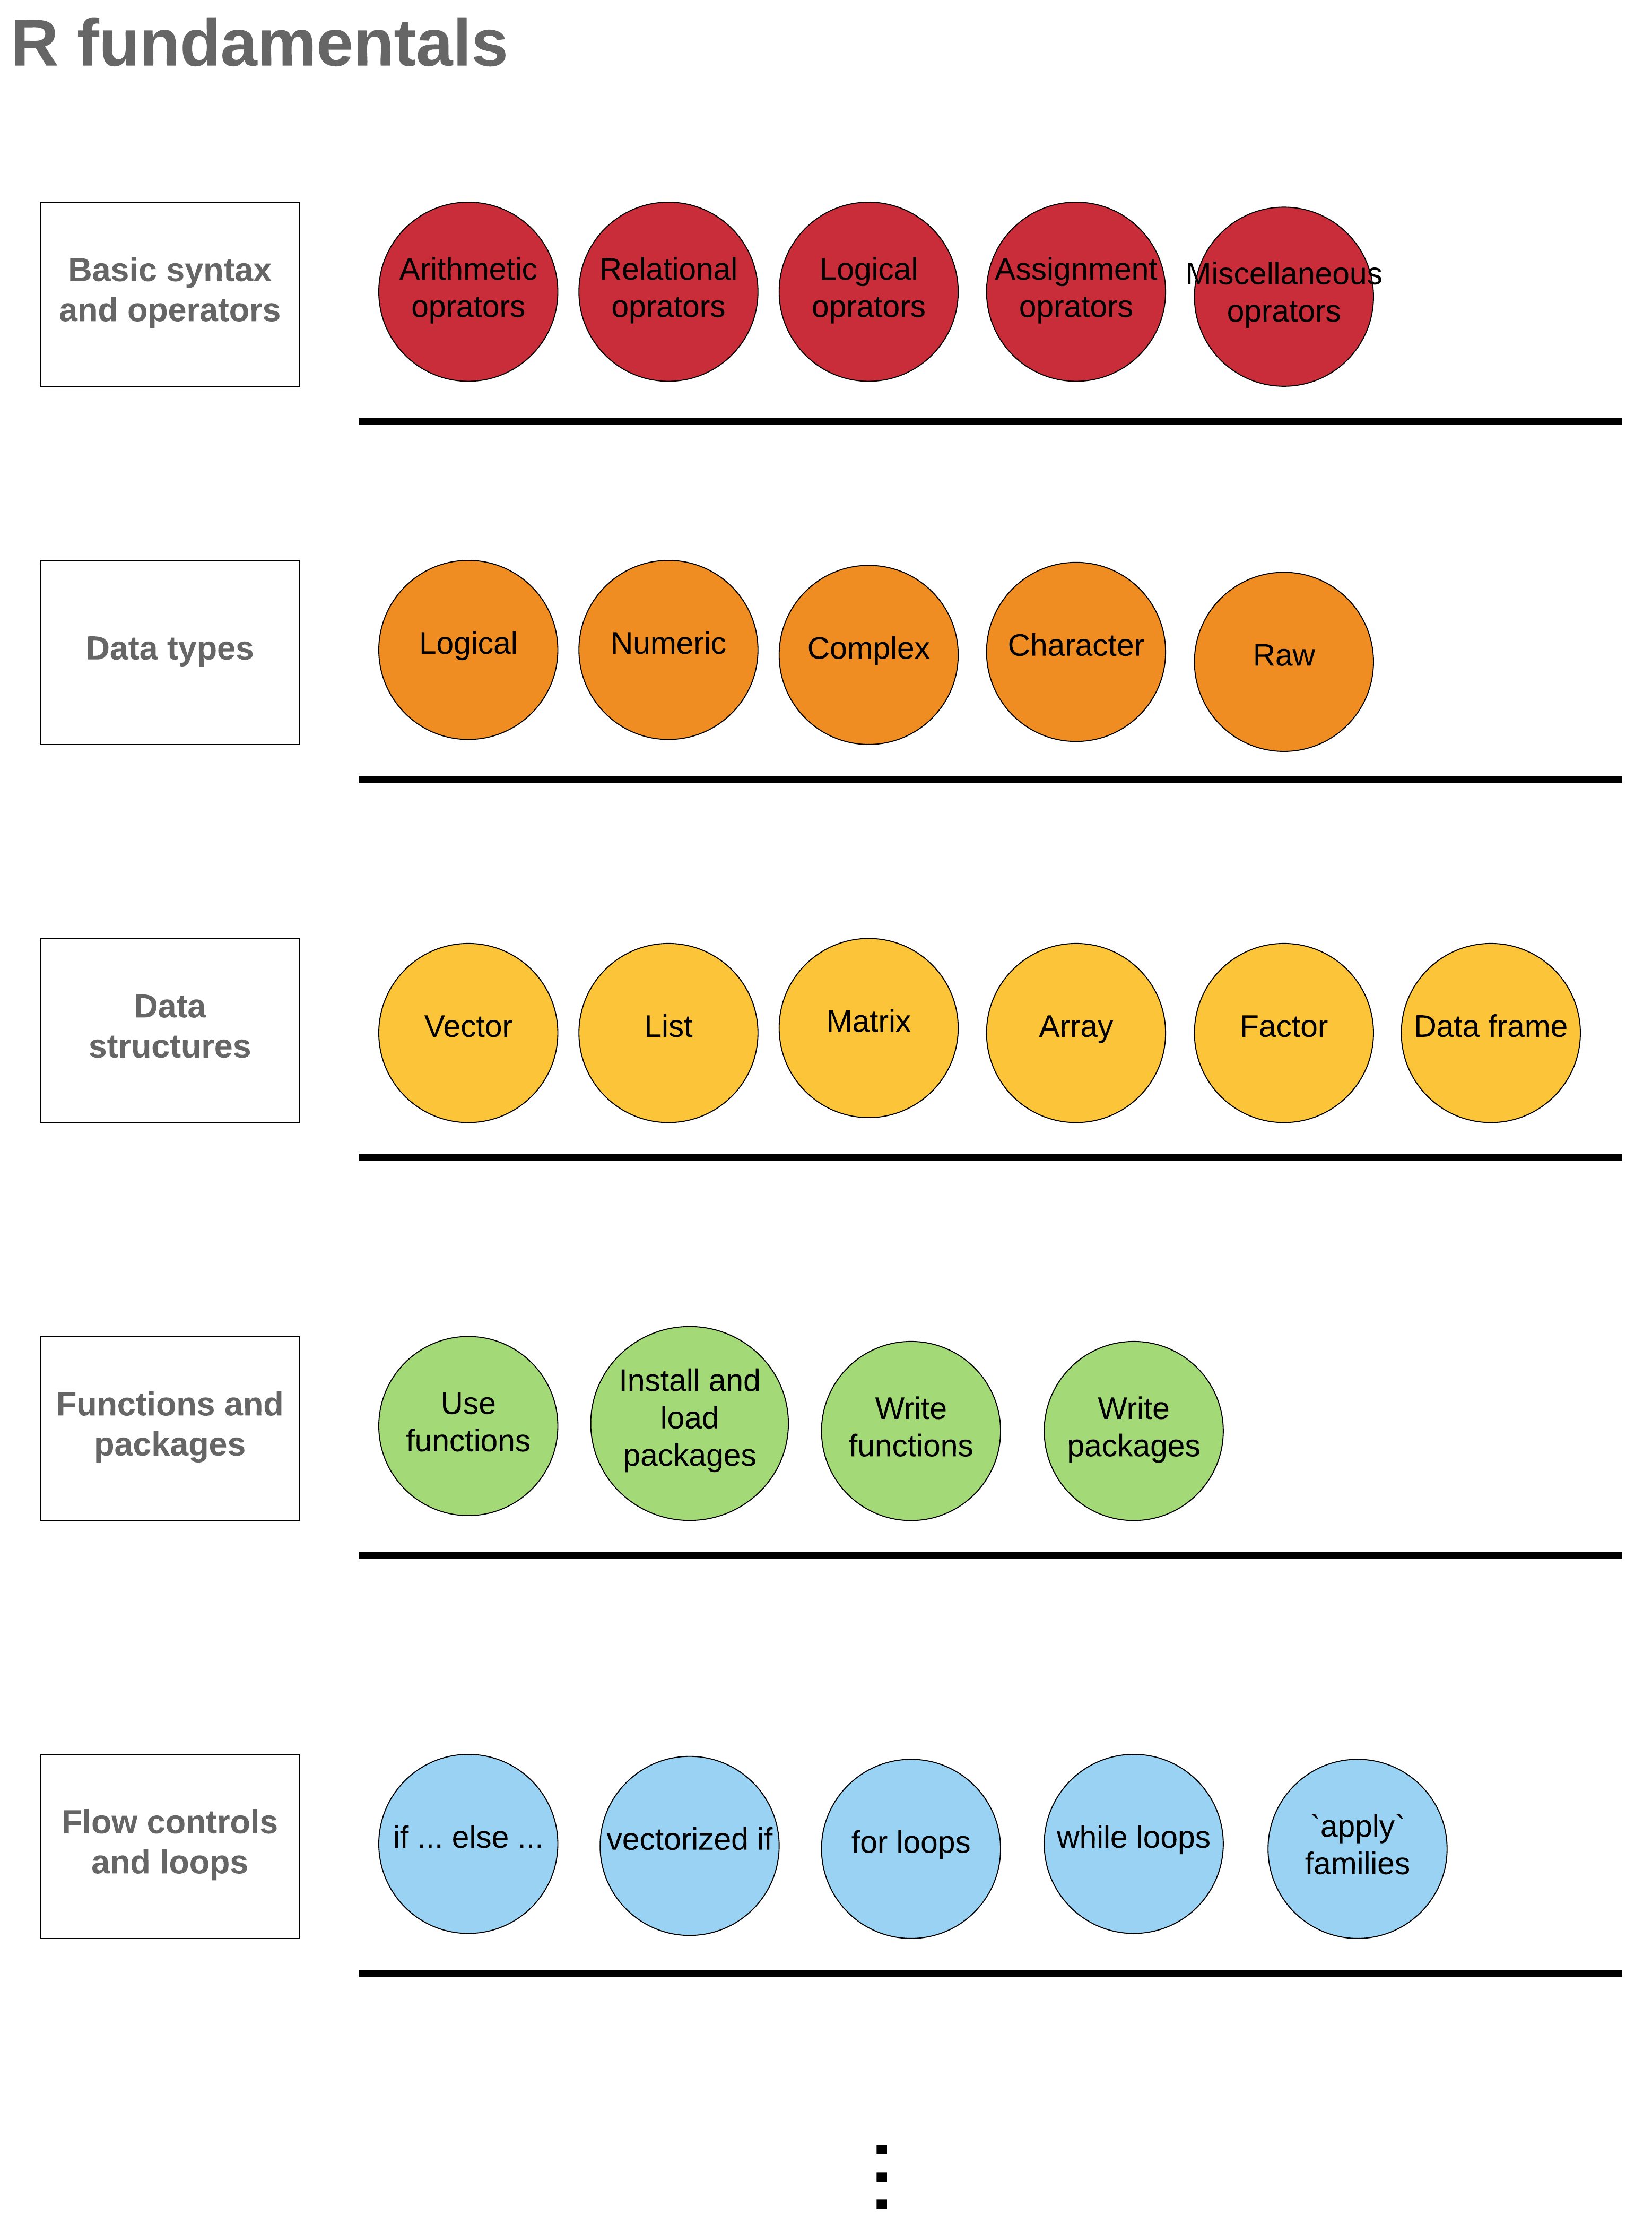 R fundamentals
Basic syntax
and operators
Arithmetic
oprators
Relational
oprators
Logical
oprators
Assignment
oprators
Miscellaneous
oprators
Data types
Logical
Numeric
Complex
Character
Raw
Data
structures
Vector
List
Matrix
Array
Factor
Data frame
Functions and
packages
Use
functions
Install and
load
packages
Write
functions
Write
packages
Flow controls
and loops
if ... else ...
vectorized if
for loops
while loops
`apply`
families